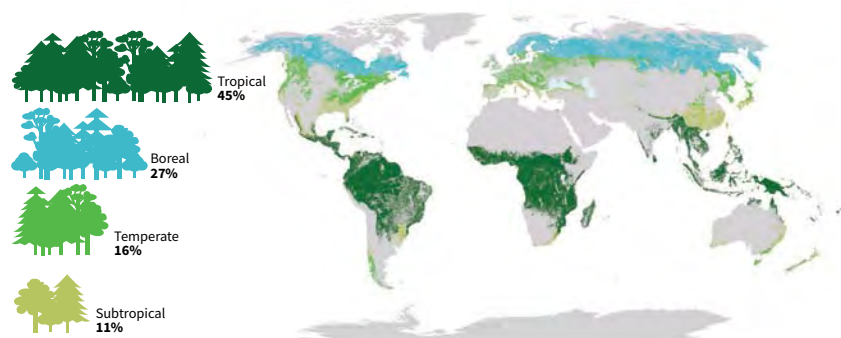 Tropical
45%
Boreal
27%
Temperate
16%
Subtropical
11%